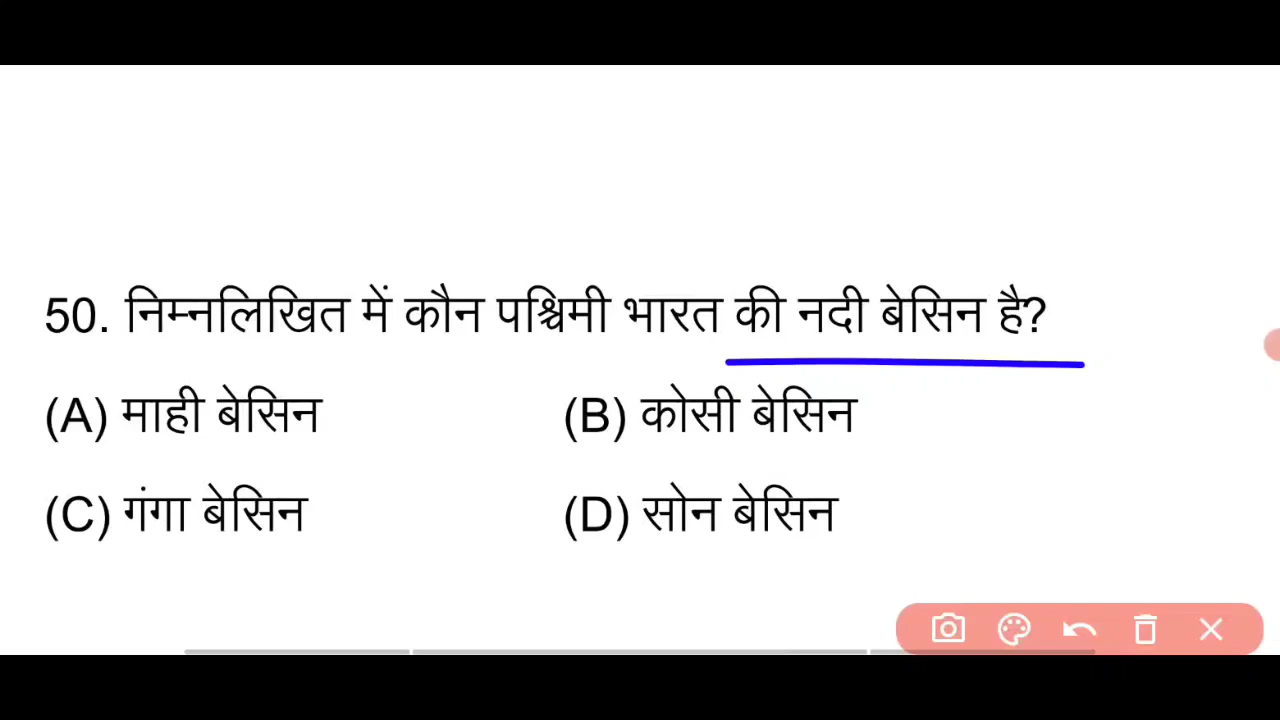 50. निम्नलिखित में कौन पश्चिमी भारत की नदी बेसिन है?
(A) माही बेसिन (B) कोसी बेसिन
(C) गंगा बेसिन (D) सोन बेसिन